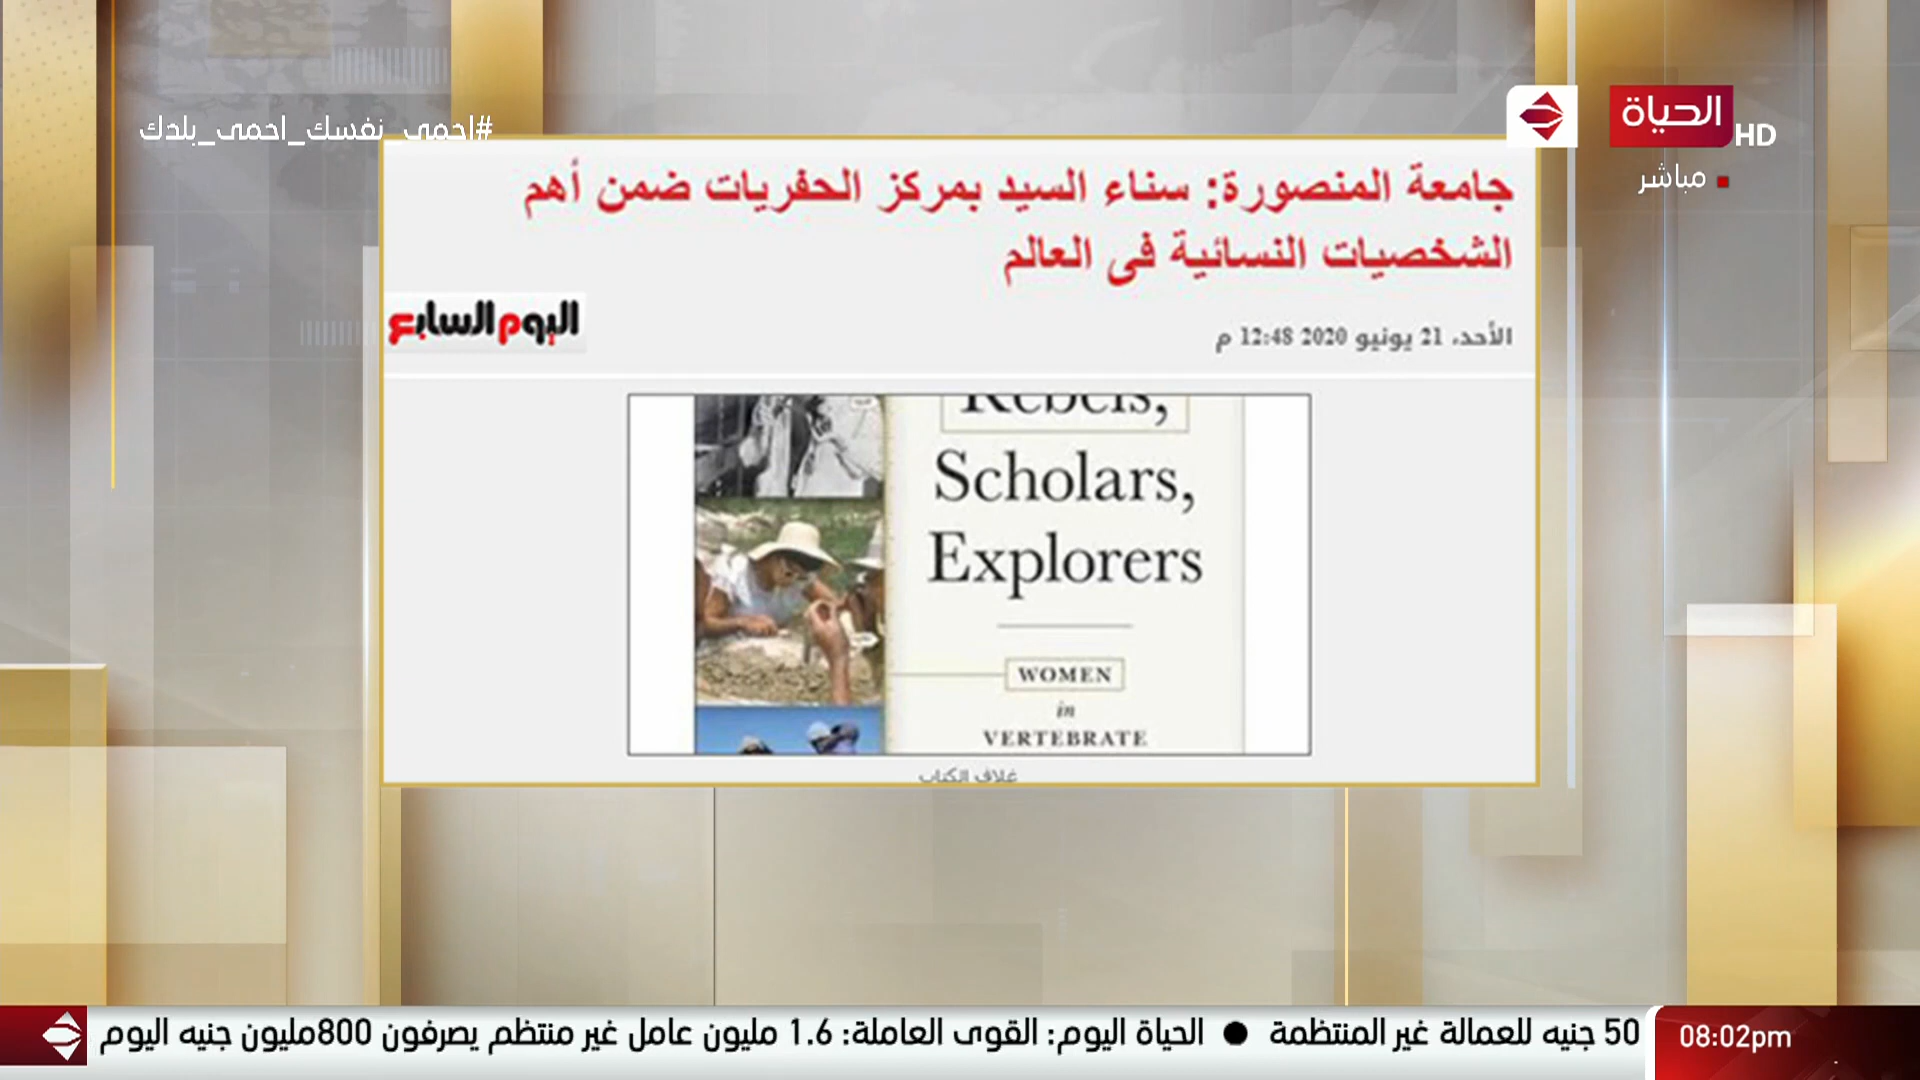 #احمى_نفسك_احمى_بلدك
الحياة
HD
مباشر
جامعة المنصورة: سناء السيد بمركز الحفريات ضمن أهم
الشخصيات النسائية فى العالم
اليوم السابع
الأحد، 21 يونيو 2020 12:48 م
Rebels,
Scholars,
Explorers
WOMEN
in
VERTEBRATE
غلاف الكتاب
50 جنيه للعمالة غير المنتظمة ● الحياة اليوم: القوى العاملة: 1.6 مليون عامل غير منتظم يصرفون 800مليون جنيه اليوم
08:02pm